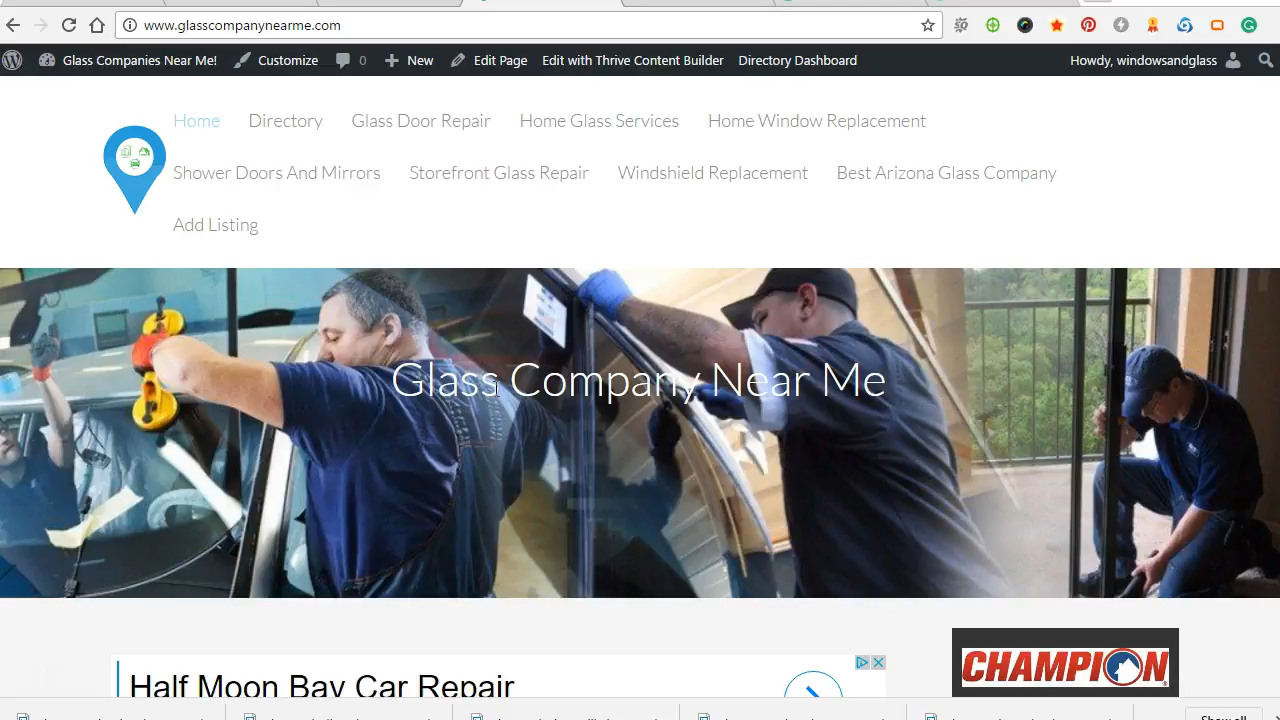 www.glasscompanynearme.com
Glass Companies Near Me! Customize 0 New Edit Page Edit with Thrive Content Builder Directory Dashboard Howdy, windowsandglass
Home Directory Glass Door Repair Home Glass Services Home Window Replacement
Shower Doors And Mirrors Storefront Glass Repair Windshield Replacement Best Arizona Glass Company
Add Listing
Glass Company Near Me
Half Moon Bay Car Repair
CHAMPION
Show all